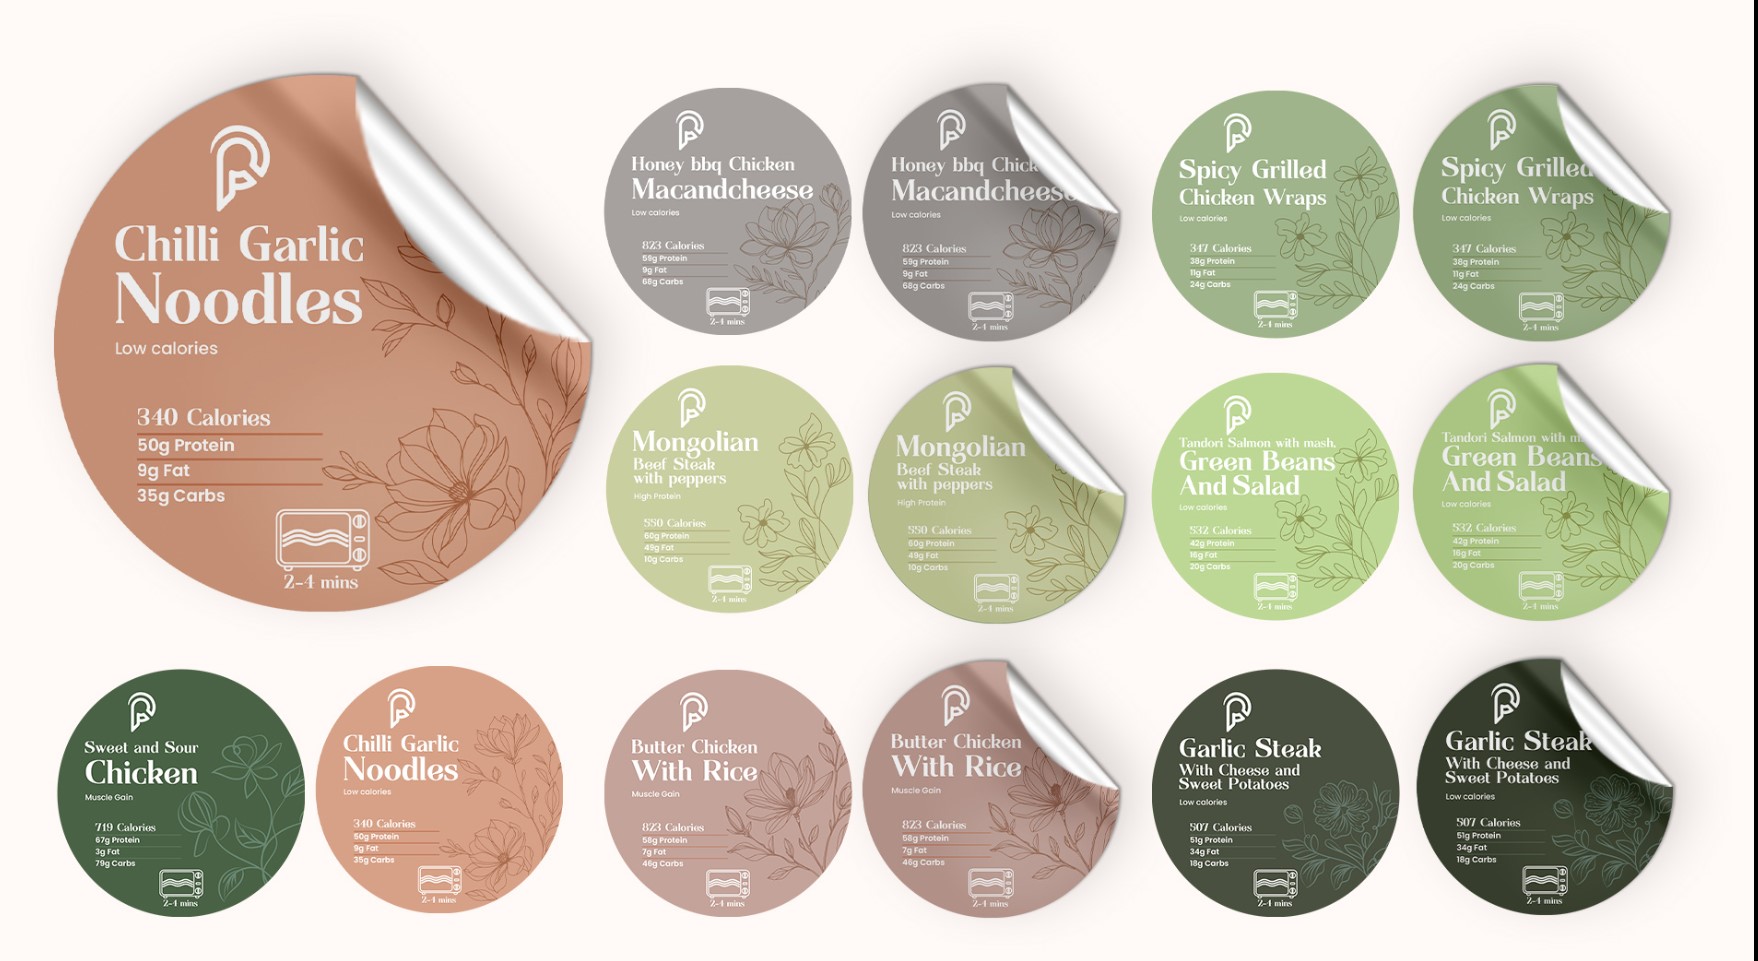 Chilli Garlic
Noodles
Low calories
340 Calories
50g Protein
9g Fat
35g Carbs
2-4 mins
Honey bbq Chicken
Macandcheese
Low calories
823 Calories
59g Protein
9g Fat
68g Carbs
2-4 mins
Honey bbq Chick
Macandcheese
Low calories
823 Calories
59g Protein
9g Fat
68g Carbs
2-4 mins
Spicy Grilled
Chicken Wraps
Low calories
347 Calories
38g Protein
11g Fat
24g Carbs
2-4 mins
Spicy Grilled
Chicken Wraps
Low calories
347 Calories
38g Protein
11g Fat
24g Carbs
2-4 mins
Mongolian
Beef Steak
with peppers
High Protein
550 Calories
60g Protein
49g Fat
10g Carbs
2-4 mins
Mongolian
Beef Steak
with peppers
High Protein
550 Calories
60g Protein
49g Fat
10g Carbs
2-4 mins
Tandori Salmon with mash.
Green Beans
And Salad
Low calories
532 Calories
42g Protein
16g Fat
20g Carbs
2-4 mins
Tandori Salmon with m
Green Beans
And Salad
Low calories
532 Calories
42g Protein
16g Fat
20g Carbs
2-4 mins
Sweet and Sour
Chicken
Muscle Gain
719 Calories
67g Protein
3g Fat
79g Carbs
2-4 mins
Chilli Garlic
Noodles
Low calories
340 Calories
50g Protein
9g Fat
35g Carbs
2-4 mins
Butter Chicken
With Rice
Muscle Gain
823 Calories
58g Protein
7g Fat
46g Carbs
2-4 mins
Butter Chicken
With Rice
Muscle Gain
823 Calories
58g Protein
7g Fat
46g Carbs
2-4 mins
Garlic Steak
With Cheese and
Sweet Potatoes
Low calories
507 Calories
51g Protein
34g Fat
18g Carbs
2-4 mins
Garlic Steak
With Cheese and
Sweet Potatoes
Low calories
507 Calories
51g Protein
34g Fat
18g Carbs
2-4 mins